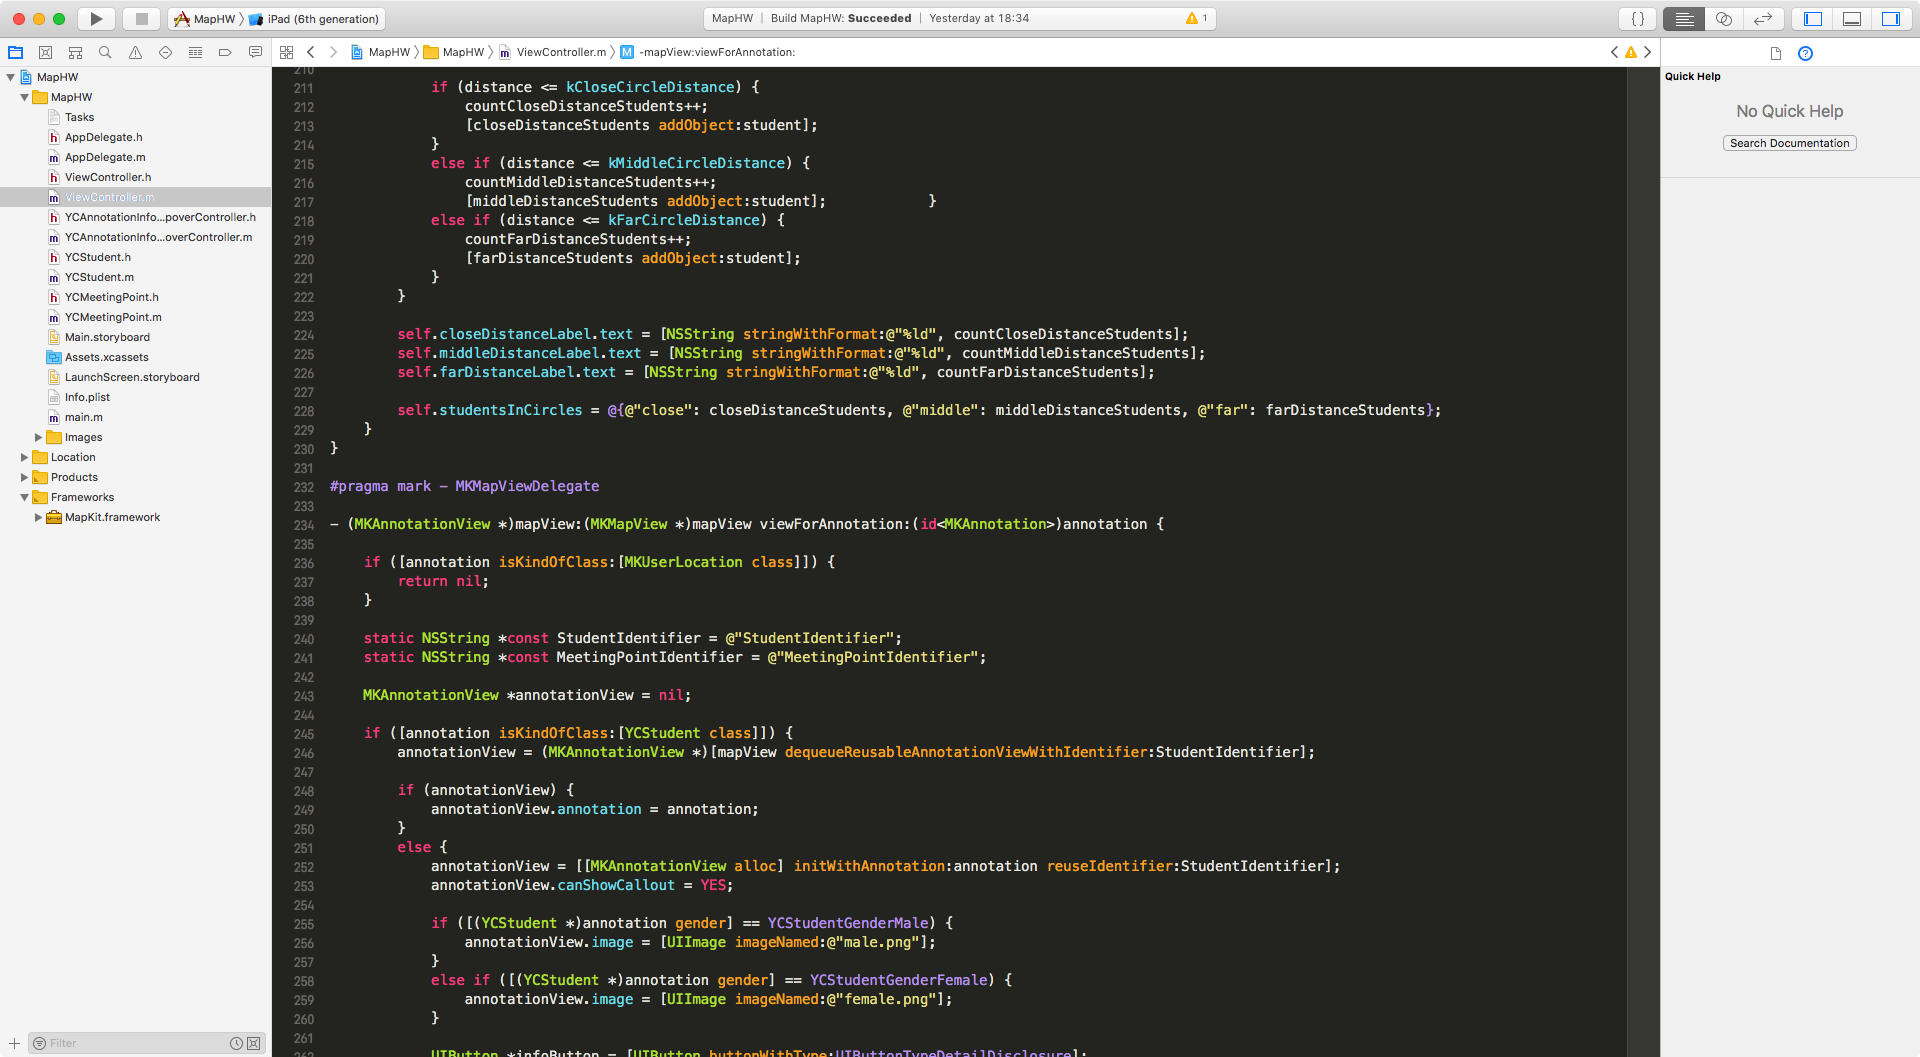 MapHW 〉 iPad (6th generation)
MapHW | Build MapHW: Succeeded | Yesterday at 18:34
1
{ }
MapHW 〉 MapHW 〉 ViewController.m 〉 M -mapView:viewForAnnotation:
MapHW
MapHW
Tasks
AppDelegate.h
AppDelegate.m
ViewController.h
ViewController.m
YCAnnotationInfo...poverController.h
YCAnnotationInfo...overController.m
YCStudent.h
YCStudent.m
YCMeetingPoint.h
YCMeetingPoint.m
Main.storyboard
Assets.xcassets
LaunchScreen.storyboard
Info.plist
main.m
Images
Location
Products
Frameworks
MapKit.framework
Filter
210
211 if (distance <= kCloseCircleDistance) {
212 countCloseDistanceStudents++;
213 [closeDistanceStudents addObject:student];
214 }
215 else if (distance <= kMiddleCircleDistance) {
216 countMiddleDistanceStudents++;
217 [middleDistanceStudents addObject:student]; }
218 else if (distance <= kFarCircleDistance) {
219 countFarDistanceStudents++;
220 [farDistanceStudents addObject:student];
221 }
222 }
223
224 self.closeDistanceLabel.text = [NSString stringWithFormat:@"%ld", countCloseDistanceStudents];
225 self.middleDistanceLabel.text = [NSString stringWithFormat:@"%ld", countMiddleDistanceStudents];
226 self.farDistanceLabel.text = [NSString stringWithFormat:@"%ld", countFarDistanceStudents];
227
228 self.studentsInCircles = @{@"close": closeDistanceStudents, @"middle": middleDistanceStudents, @"far": farDistanceStudents};
229 }
230 }
231
232 #pragma mark - MKMapViewDelegate
233
234 - (MKAnnotationView *)mapView:(MKMapView *)mapView viewForAnnotation:(id<MKAnnotation>)annotation {
235
236 if ([annotation isKindOfClass:[MKUserLocation class]]) {
237 return nil;
238 }
239
240 static NSString *const StudentIdentifier = @"StudentIdentifier";
241 static NSString *const MeetingPointIdentifier = @"MeetingPointIdentifier";
242
243 MKAnnotationView *annotationView = nil;
244
245 if ([annotation isKindOfClass:[YCStudent class]]) {
246 annotationView = (MKAnnotationView *)[mapView dequeueReusableAnnotationViewWithIdentifier:StudentIdentifier];
247
248 if (annotationView) {
249 annotationView.annotation = annotation;
250 }
251 else {
252 annotationView = [[MKAnnotationView alloc] initWithAnnotation:annotation reuseIdentifier:StudentIdentifier];
253 annotationView.canShowCallout = YES;
254
255 if ([(YCStudent *)annotation gender] == YCStudentGenderMale) {
256 annotationView.image = [UIImage imageNamed:@"male.png"];
257 }
258 else if ([(YCStudent *)annotation gender] == YCStudentGenderFemale) {
259 annotationView.image = [UIImage imageNamed:@"female.png"];
260 }
261
262 UIButton *infoButton = [UIButton buttonWithType:UIButtonTypeDetailDisclosure];
Quick Help
No Quick Help
Search Documentation